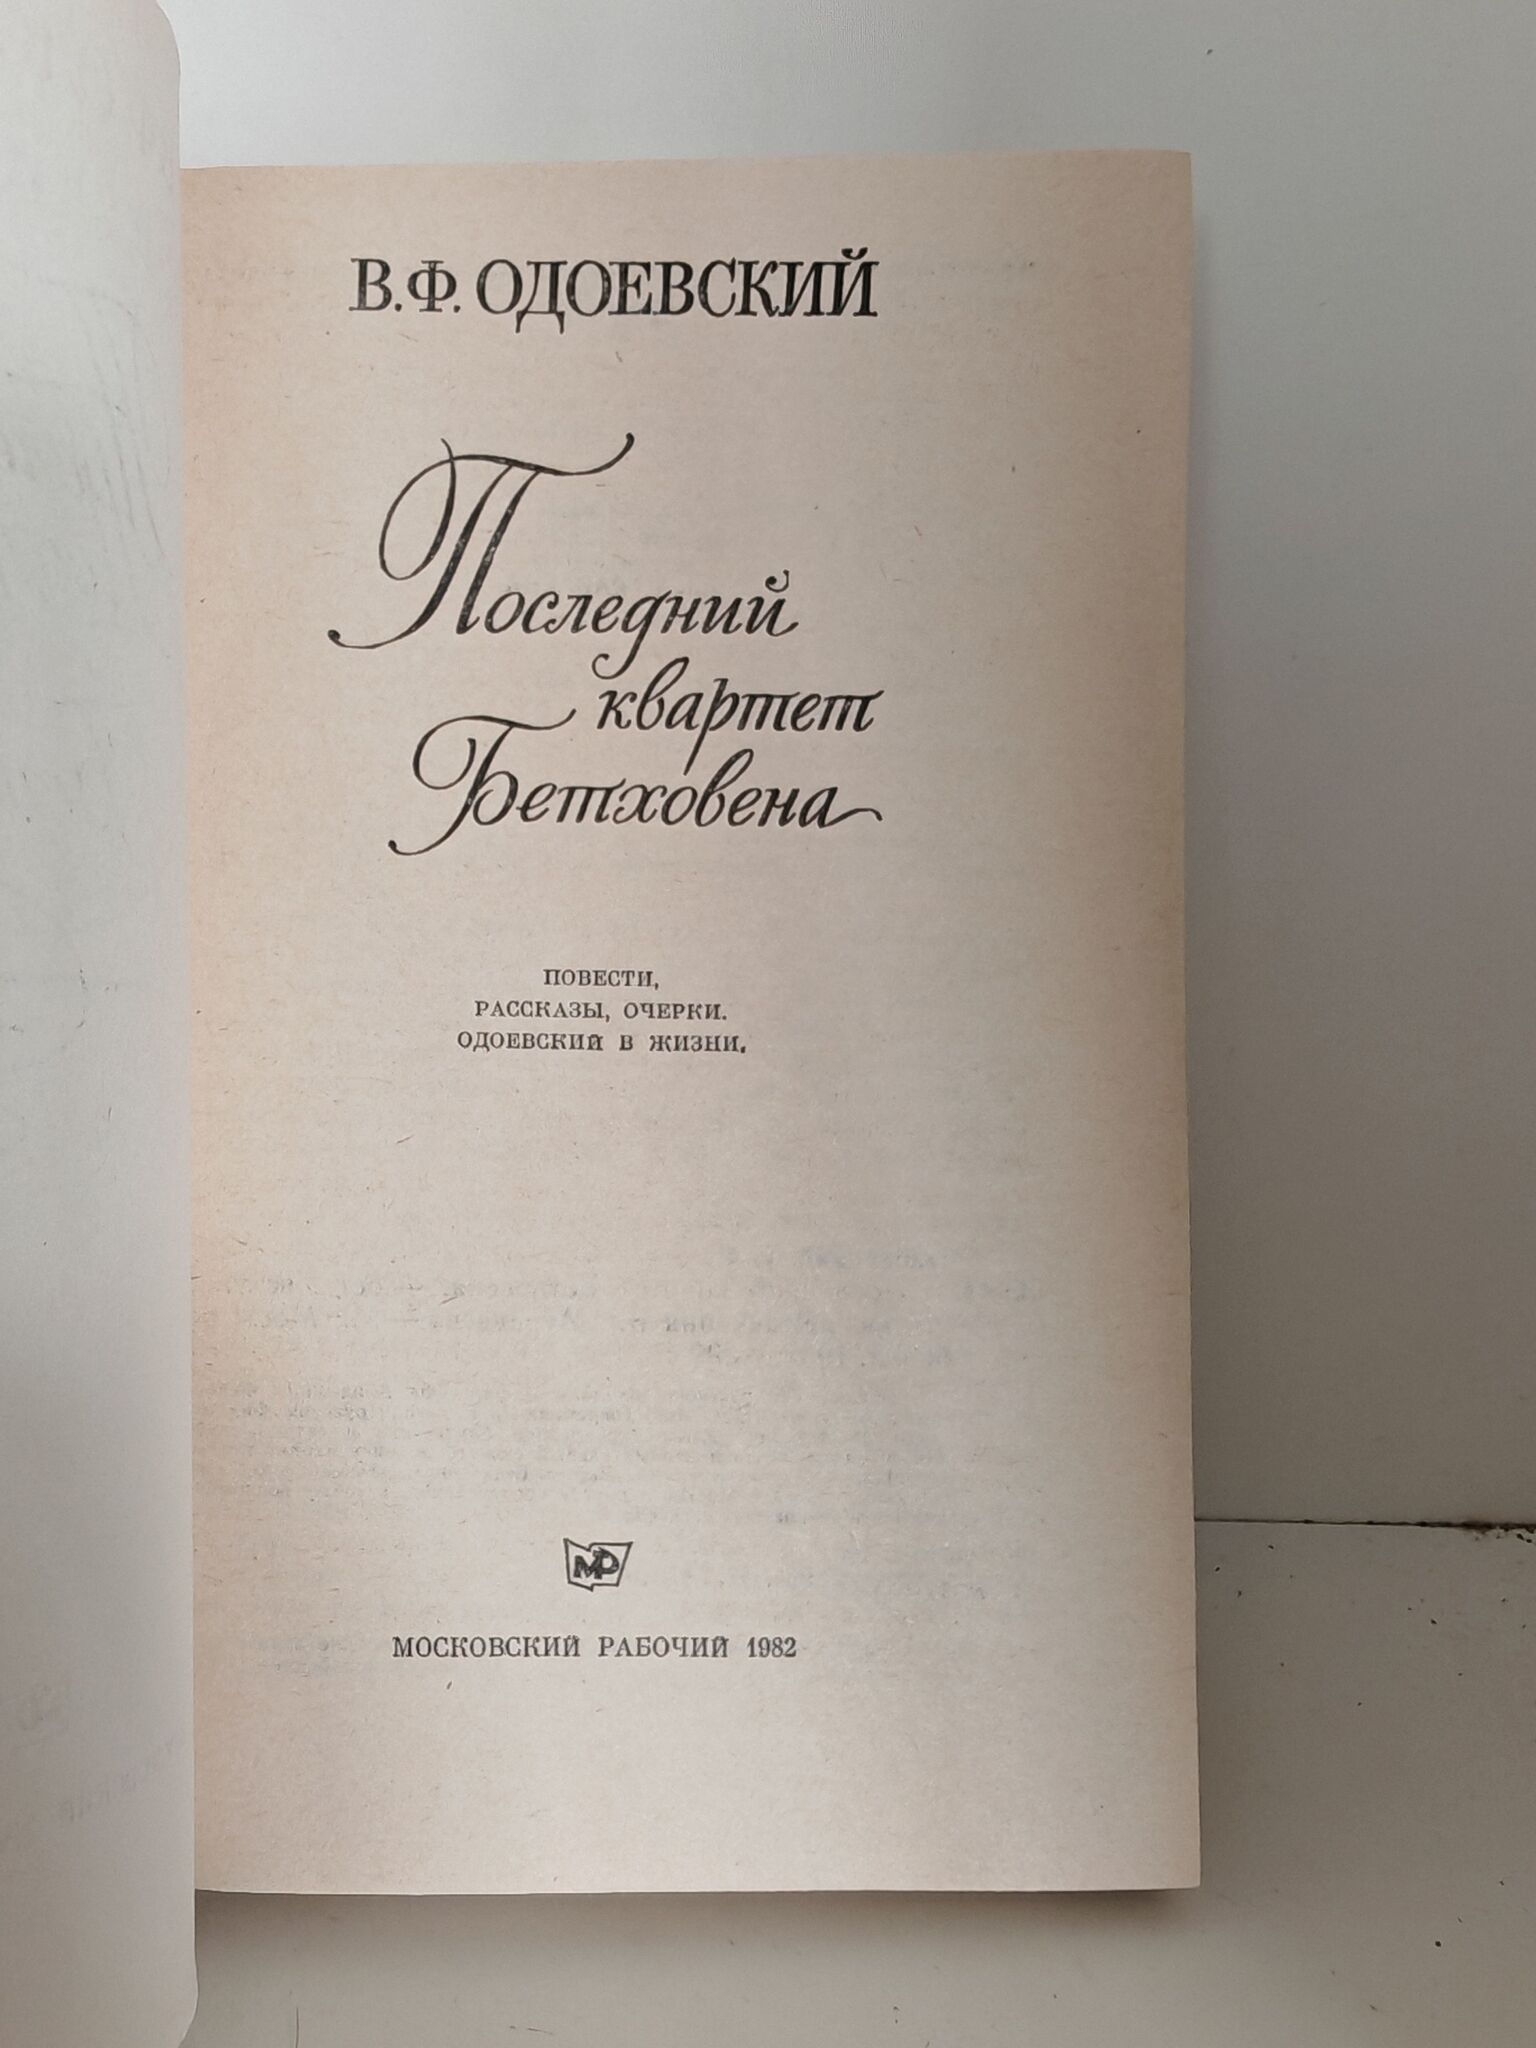 В. Ф. ОДОЕВСКИЙ
Последний
квартет
Бетховена
ПОВЕСТИ,
РАССКАЗЫ, ОЧЕРКИ.
ОДОЕВСКИЙ В ЖИЗНИ.
МР
МОСКОВСКИЙ РАБОЧИЙ 1982